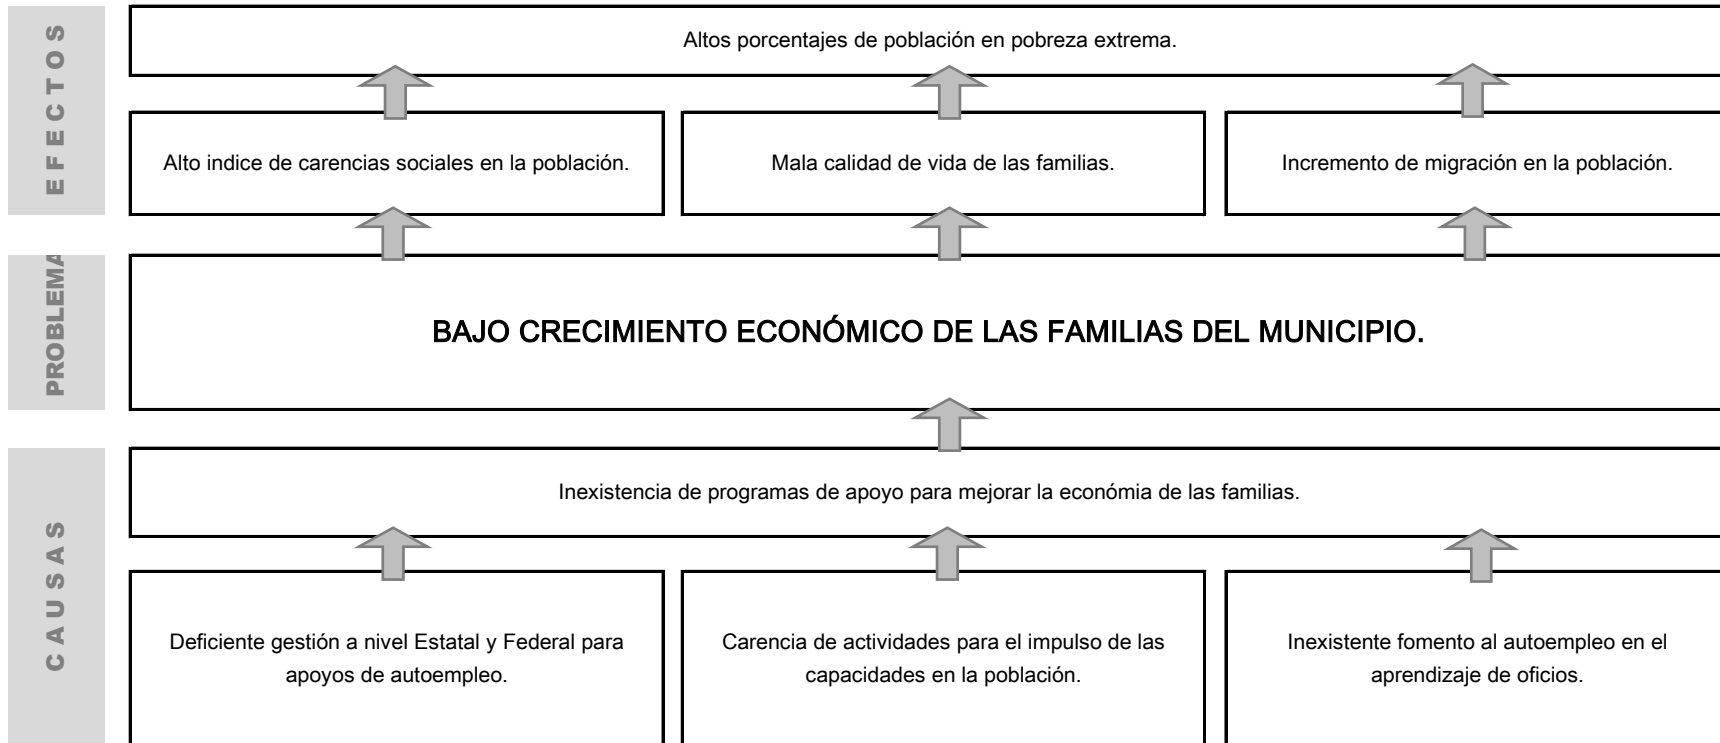 EFECTOS
Altos porcentajes de población en pobreza extrema.
Alto indice de carencias sociales en la población.
Mala calidad de vida de las familias.
Incremento de migración en la población.
PROBLEMA
BAJO CRECIMIENTO ECONÓMICO DE LAS FAMILIAS DEL MUNICIPIO.
CAUSAS
Inexistencia de programas de apoyo para mejorar la económia de las familias.
Deficiente gestión a nivel Estatal y Federal para
apoyos de autoempleo.
Carencia de actividades para el impulso de las
capacidades en la población.
Inexistente fomento al autoempleo en el
aprendizaje de oficios.